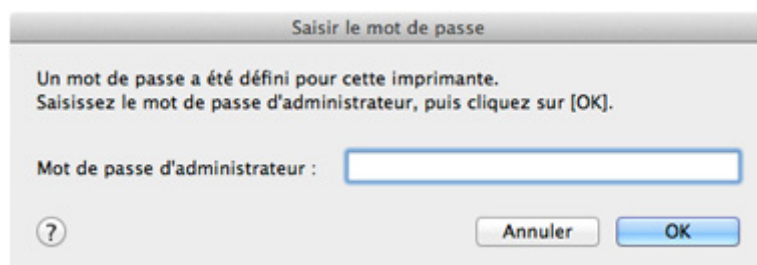 Saisir le mot de passe
Un mot de passe a été défini pour cette imprimante.
Saisissez le mot de passe d'administrateur, puis cliquez sur [OK].
Mot de passe d'administrateur :
?
Annuler
OK